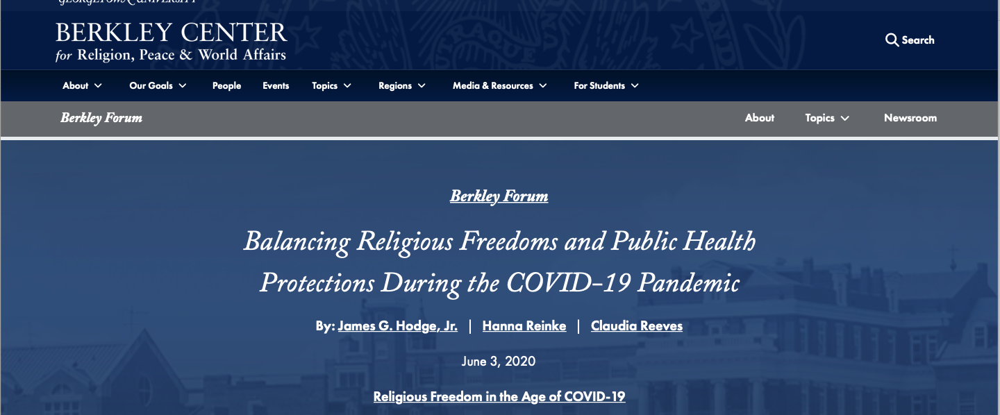 GEORGETOWN UNIVERSITY
BERKLEY CENTER
for Religion, Peace & World Affairs
Search
About Our Goals People Events Topics Regions Media & Resources For Students
Berkley Forum About Topics Newsroom
Berkley Forum
Balancing Religious Freedoms and Public Health
Protections During the COVID-19 Pandemic
By: James G. Hodge, Jr. | Hanna Reinke | Claudia Reeves
June 3, 2020
Religious Freedom in the Age of COVID-19